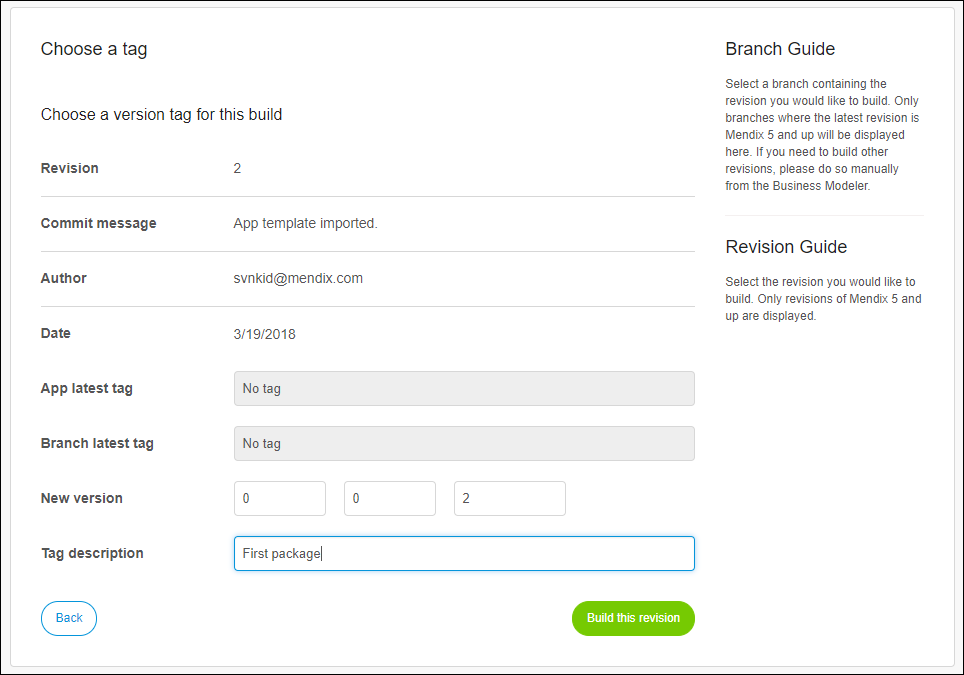 Choose a tag
Choose a version tag for this build
Revision 2
Commit message App template imported.
Author svnkid@mendix.com
Date 3/19/2018
App latest tag No tag
Branch latest tag No tag
New version 0 0 2
Tag description First package
Back Build this revision
Branch Guide
Select a branch containing the
revision you would like to build. Only
branches where the latest revision is
Mendix 5 and up will be displayed
here. If you need to build other
revisions, please do so manually
from the Business Modeler.
Revision Guide
Select the revision you would like to
build. Only revisions of Mendix 5 and
up are displayed.